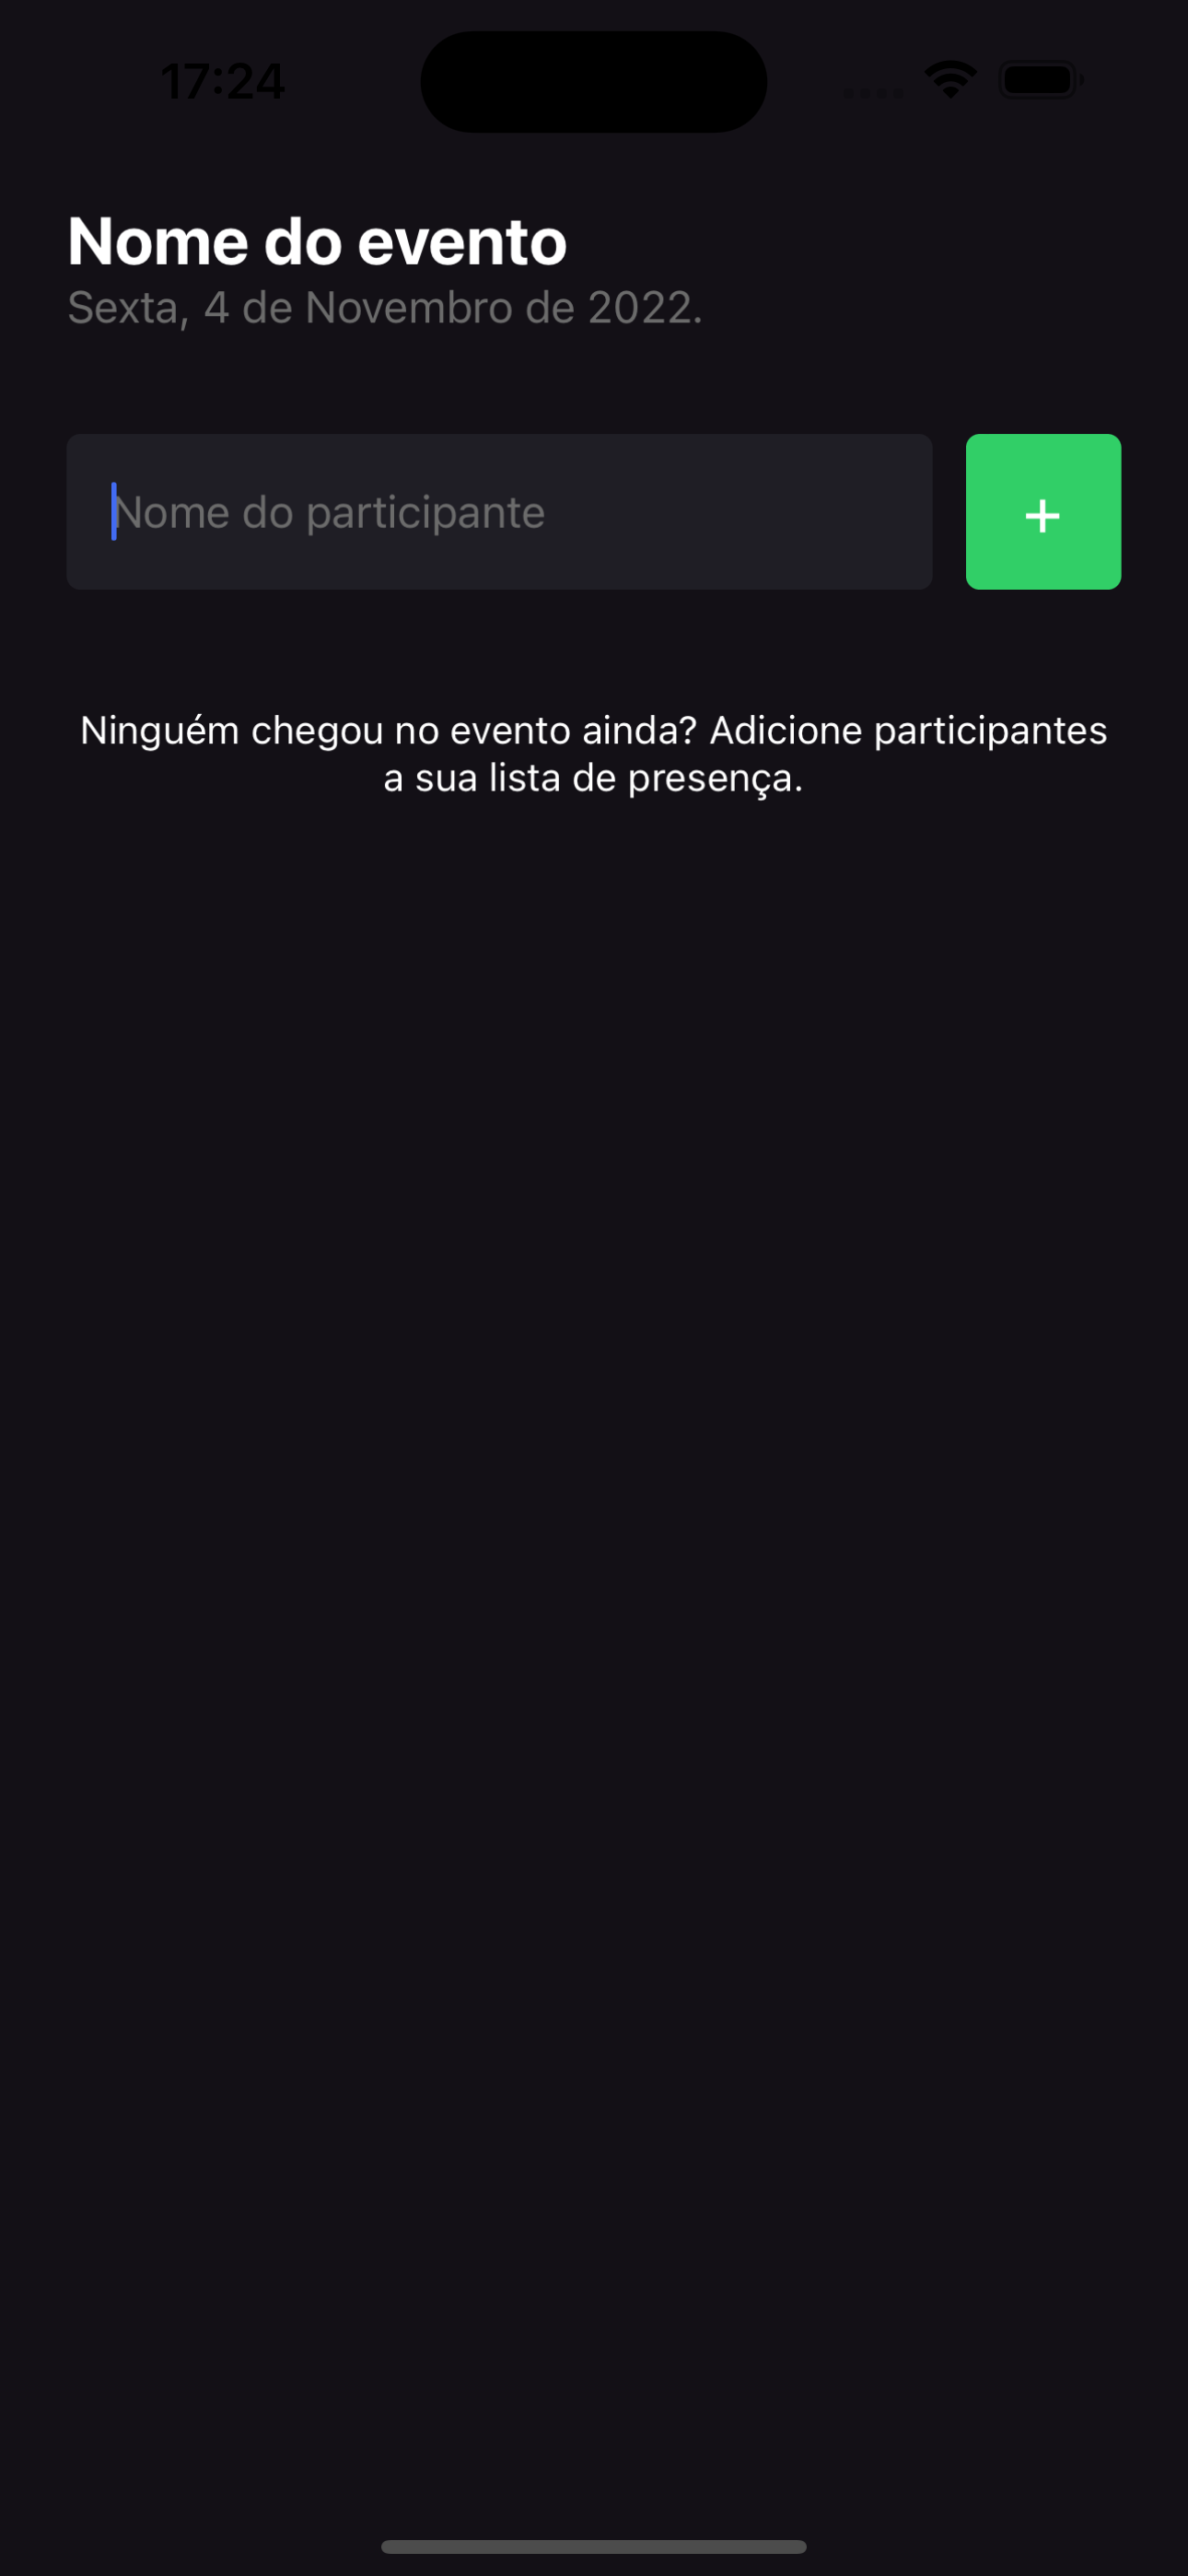 17:24
Nome do evento
Sexta, 4 de Novembro de 2022.
Nome do participante
+
Ninguém chegou no evento ainda? Adicione participantes
a sua lista de presença.